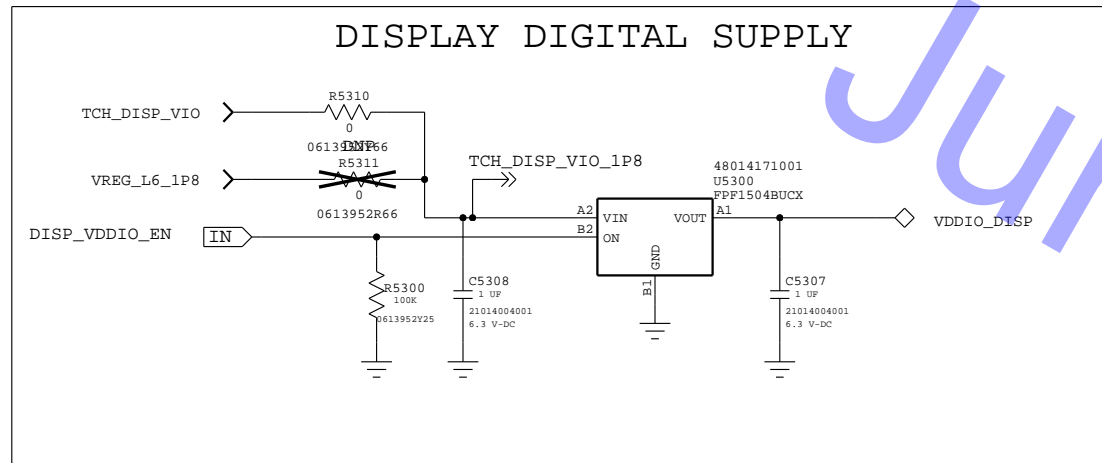 DISPLAY DIGITAL SUPPLY
R5310
TCH_DISP_VIO
0
DNP
R5311
TCH_DISP_VIO_1P8
VREG_L6_1P8
0
0613952R66
48014171001
U5300
FPF1504BUCX
A2 VIN
VOUT A1
VDDIO_DISP
DISP_VDDIO_EN
IN
B2 ON
GND
B1
R5300
100K
0613952Y25
C5308
1 UF
21014004001
6.3 V-DC
C5307
1 UF
21014004001
6.3 V-DC
Jul